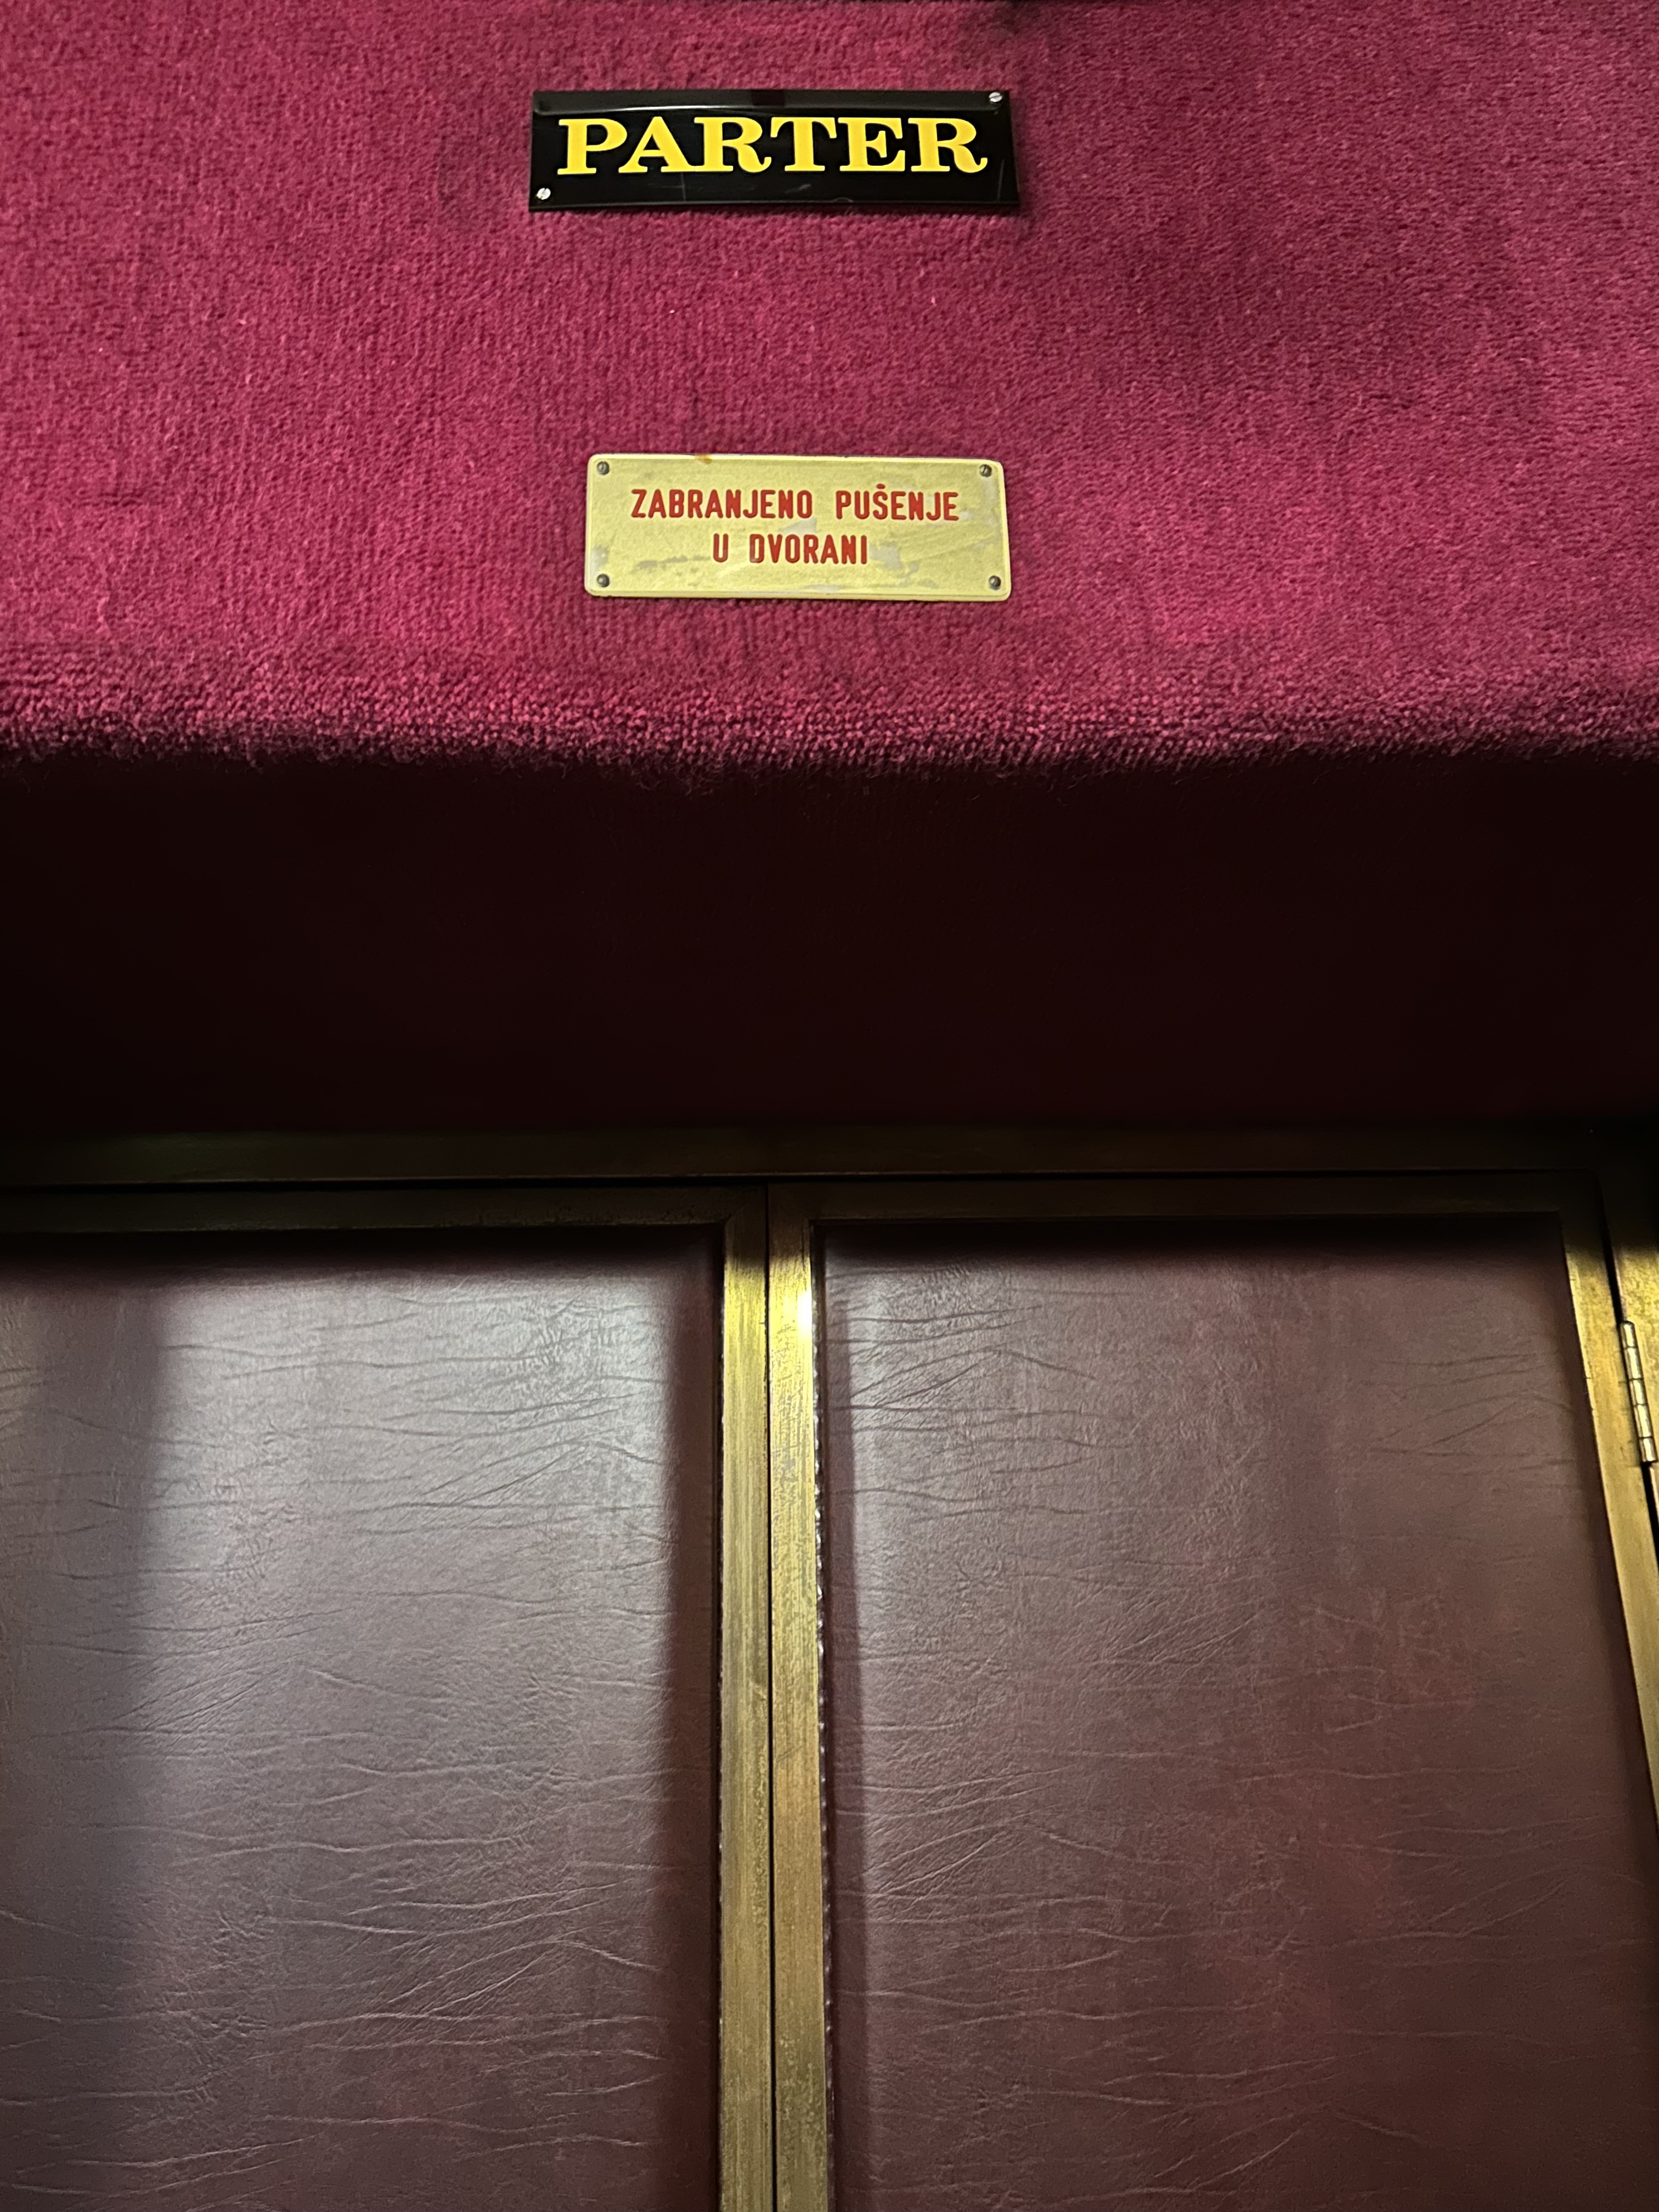 PARTER
ZABRANJENO PUŠENJE
U DVORANI